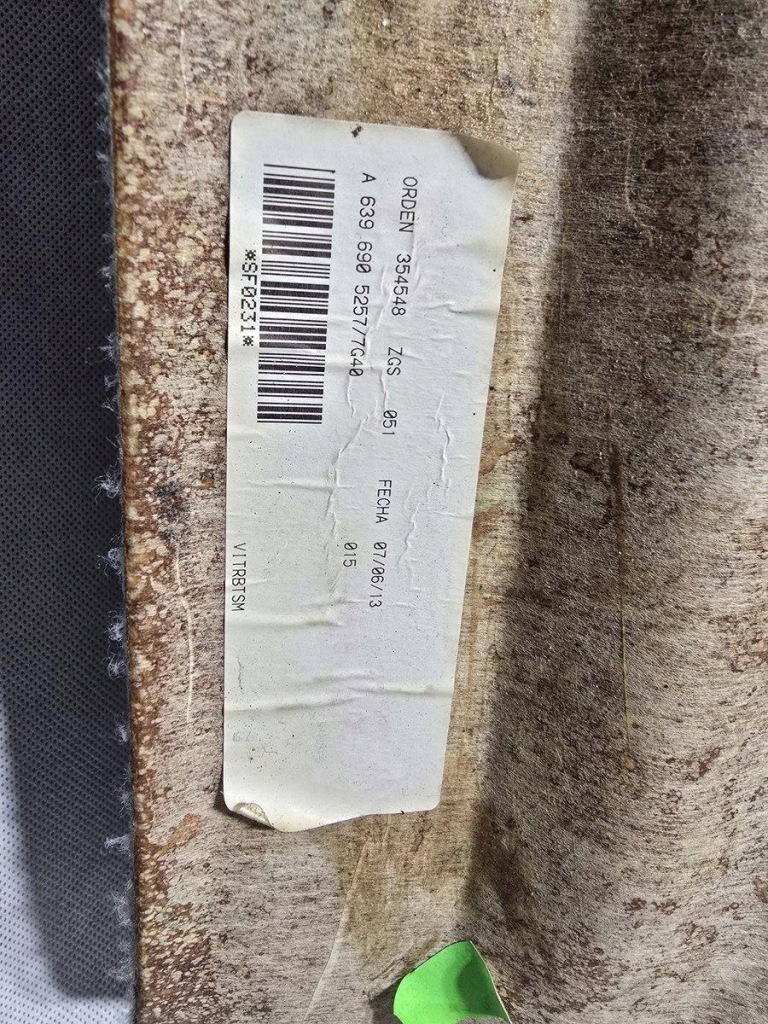 ORDEN 354548 ZGS 051 FECHA 07/06/13
A 639 690 5257/7G40 015
*SF0231*
VITRBTSM